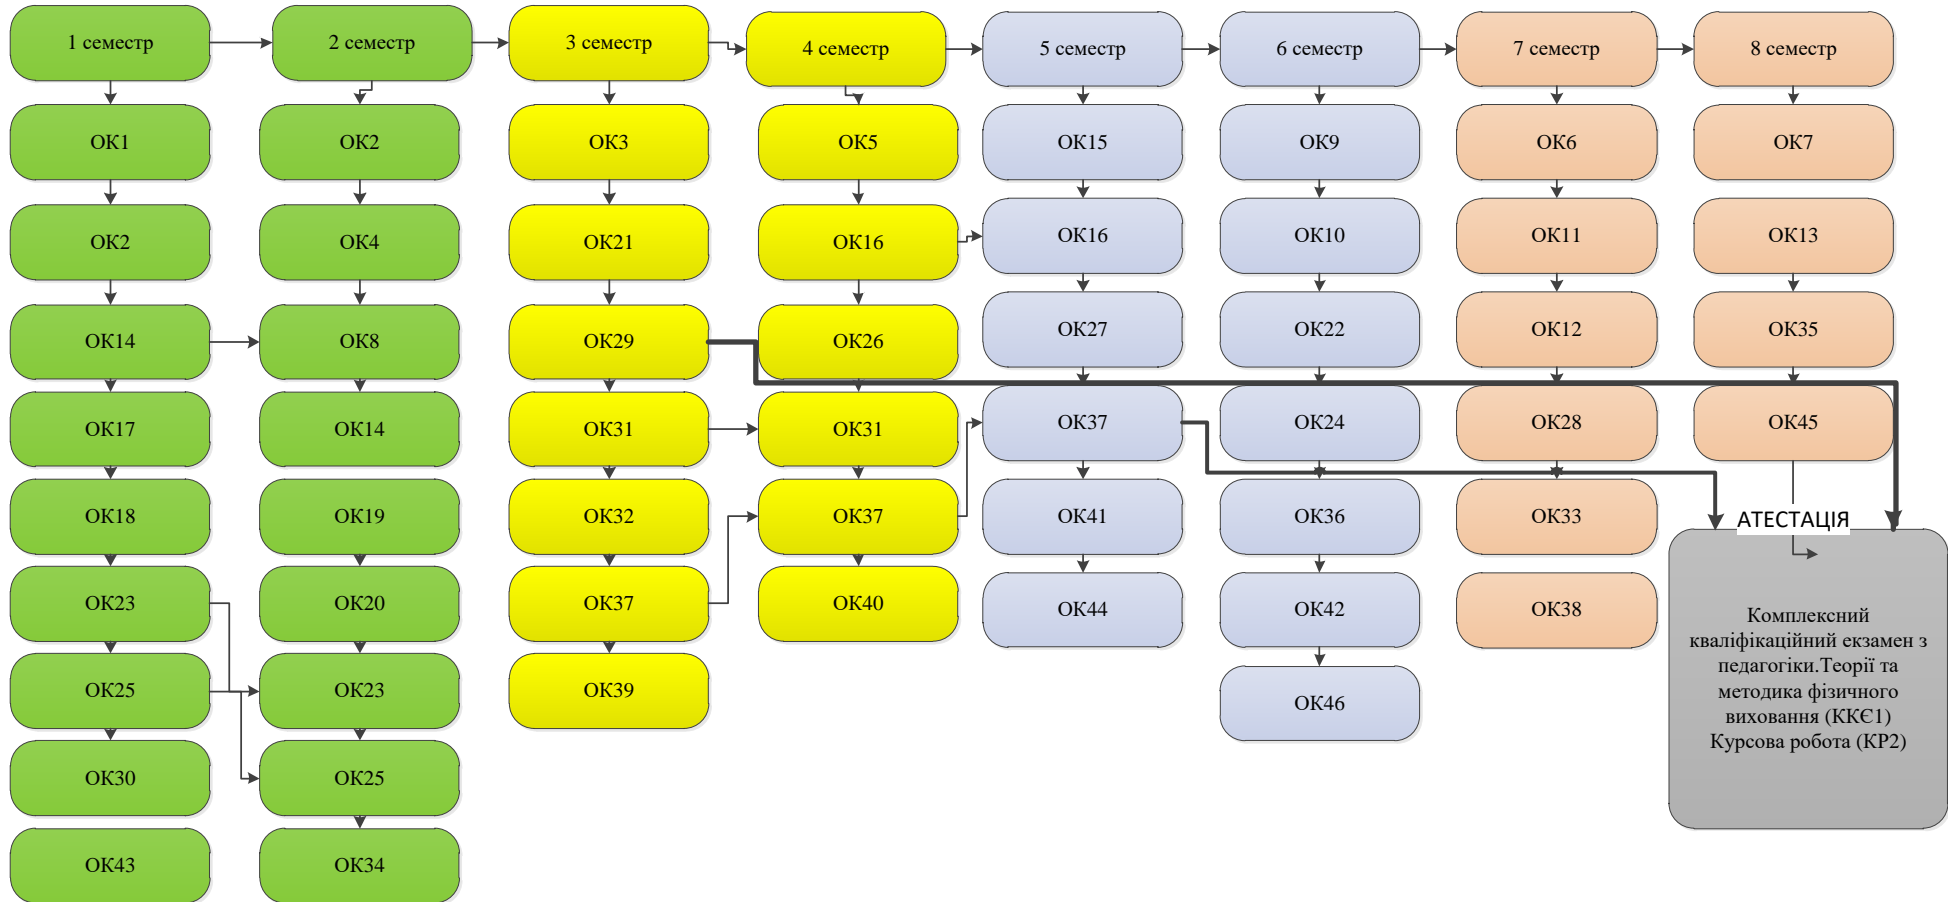 1 семестр
2 семестр
3 семестр
4 семестр
5 семестр
6 семестр
7 семестр
8 семестр
ОК1
ОК2
ОК3
ОК5
ОК15
ОК9
ОК6
ОК7
ОК2
ОК4
ОК21
ОК16
ОК16
ОК10
ОК11
ОК13
ОК14
ОК8
ОК29
ОК26
ОК27
ОК22
ОК12
ОК35
ОК17
ОК14
ОК31
ОК31
ОК37
ОК24
ОК28
ОК45
ОК18
ОК19
ОК32
ОК37
ОК41
ОК36
ОК33
АТЕСТАЦІЯ
ОК23
ОК20
ОК37
ОК40
ОК44
ОК42
ОК38
ОК25
ОК23
ОК39
ОК46
ОК30
ОК25
ОК43
ОК34
Комплексний
кваліфікаційний екзамен з
педагогіки.Теорії та
методика фізичного
виховання (ККЄ1)
Курсова робота (КР2)